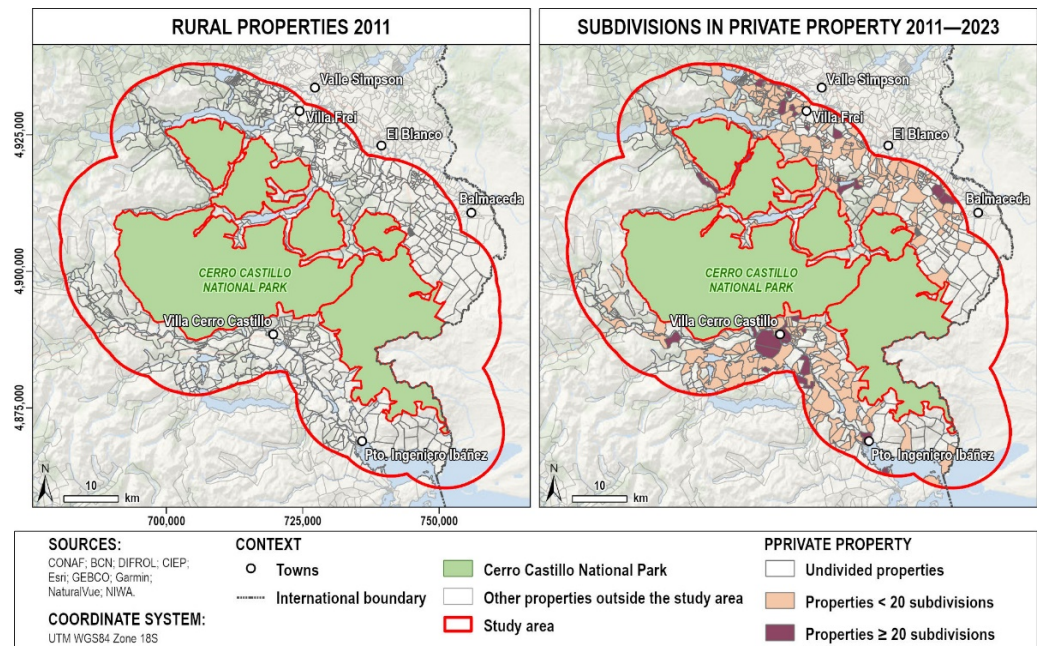 RURAL PROPERTIES 2011
Valle Simpson
Villa Frei
El Blanco
Balmaceda
CERRO CASTILLO
NATIONAL PARK
Villa Cerro Castillo
Pto. Ingeniero Ibáñez
N
10
km
4,925,000
4,900,000
4,875,000
700,000
725,000
750,000
SUBDIVISIONS IN PRIVATE PROPERTY 2011—2023
Valle Simpson
Villa Frei
El Blanco
Balmaceda
CERRO CASTILLO
NATIONAL PARK
Villa Cerro Castillo
Pto. Ingeniero Ibáñez
N
10
km
SOURCES:
CONAF; BCN; DIFROL; CIEP;
Esri; GEBCO; Garmin;
NaturalVue; NIWA.
COORDINATE SYSTEM:
UTM WGS84 Zone 18S
CONTEXT
Towns
International boundary
Cerro Castillo National Park
Other properties outside the study area
Study area
PPRIVATE PROPERTY
Undivided properties
Properties < 20 subdivisions
Properties ≥ 20 subdivisions